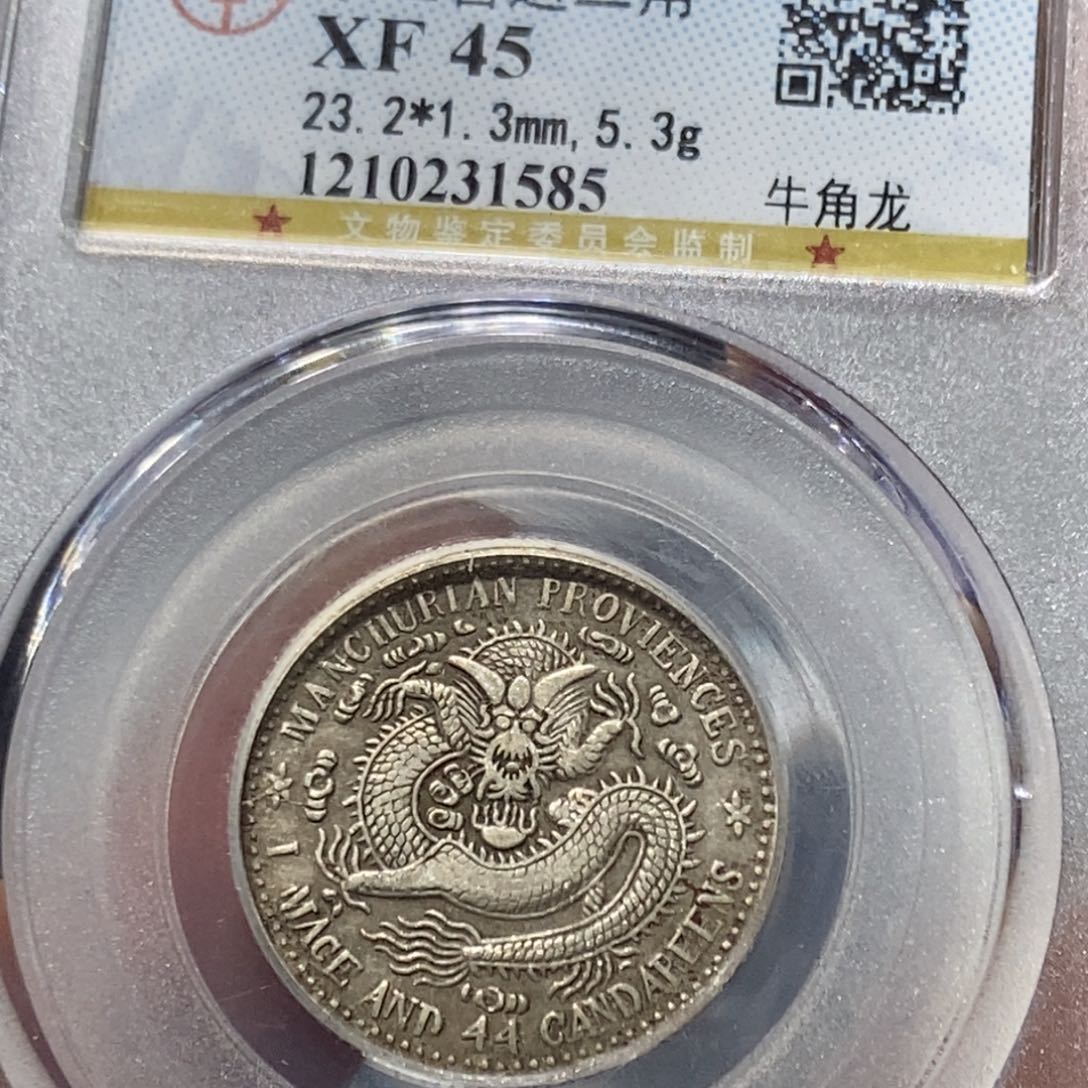 XF 45
23.2*1.3mm,5.3g
1210231585
牛角龙
★ 文物鉴定委员会监制 ★
MANCHURIAN PROVIENCES
1 MACE AND 44 CANDAREENS